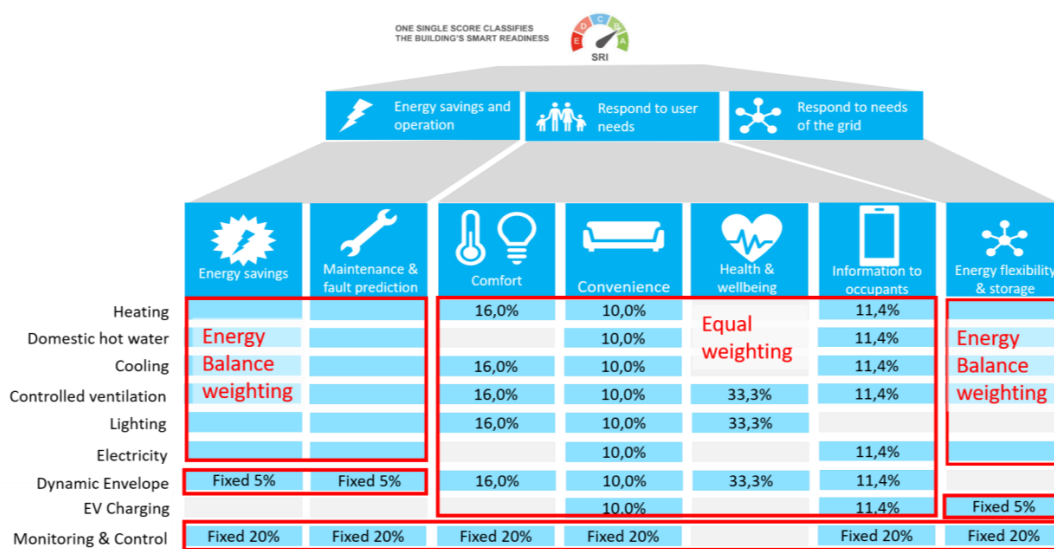 ONE SINGLE SCORE CLASSIFIES
THE BUILDING'S SMART READINESS
E D C B A
SRI
Energy savings and
operation
Respond to user
needs
Respond to needs
of the grid
Energy savings
Maintenance &
fault prediction
Comfort
Convenience
Health &
wellbeing
Information to
occupants
Energy flexibility
& storage
Heating 16,0% 10,0% 11,4%
Domestic hot water 10,0% 11,4%
Cooling 16,0% 10,0% 11,4%
Controlled ventilation 16,0% 10,0% 33,3% 11,4%
Lighting 16,0% 10,0% 33,3%
Electricity 10,0% 11,4%
Dynamic Envelope Fixed 5% Fixed 5% 16,0% 10,0% 33,3% 11,4%
EV Charging 10,0% 11,4% Fixed 5%
Monitoring & Control Fixed 20% Fixed 20% Fixed 20% Fixed 20% Fixed 20% Fixed 20%
Energy
Balance
weighting
Equal
weighting
Energy
Balance
weighting